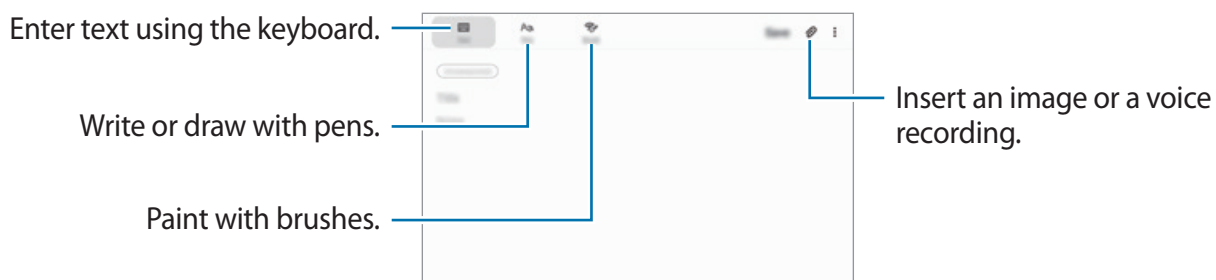 Enter text using the keyboard.
Write or draw with pens.
Paint with brushes.
Insert an image or a voice
recording.